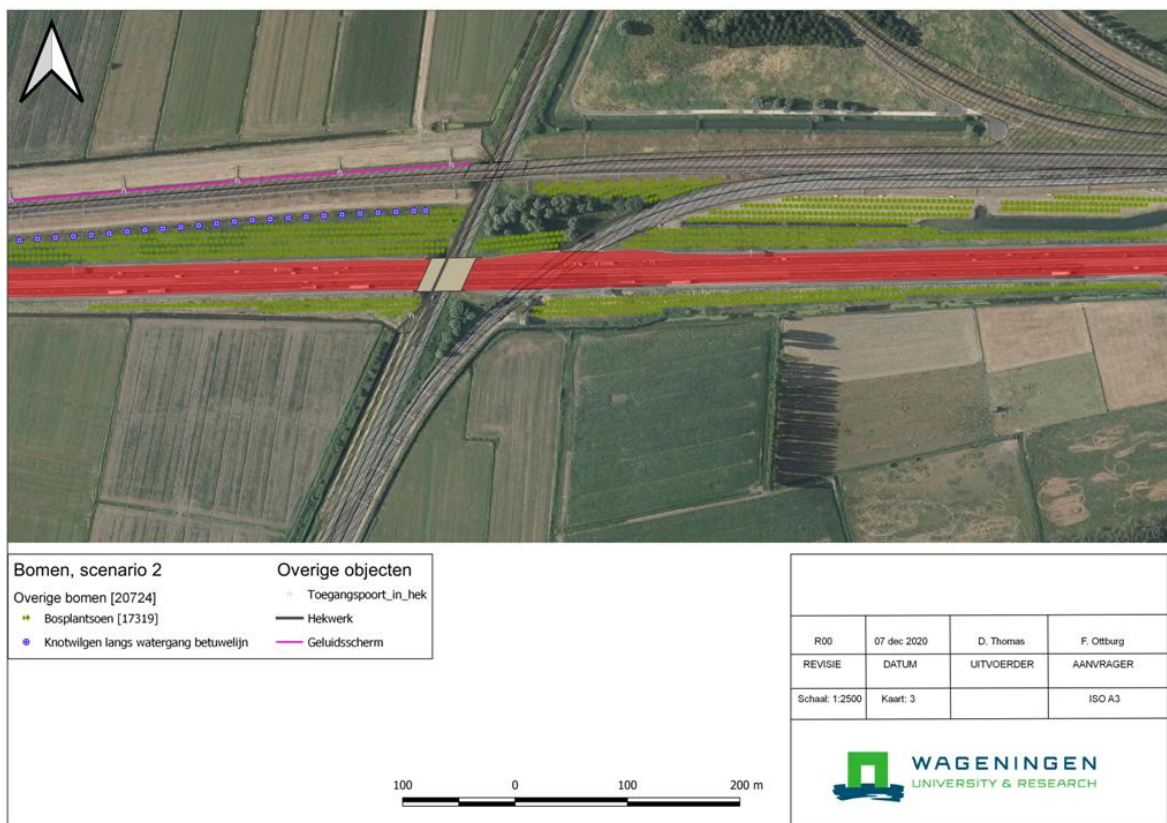 Bomen, scenario 2
Overige bomen [20724]
Bosplantsoen [17319]
Knotwilgen langs watergang betuwelijn
Overige objecten
Toegangspoort_in_hek
Hekwerk
Geluidsscherm
100 0 100 200 m
R00 07 dec 2020 D. Thomas F. Ottburg
REVISIE DATUM UITVOERDER AANVRAGER
Schaal: 1:2500 Kaart: 3 ISO A3
WAGENINGEN
UNIVERSITY & RESEARCH